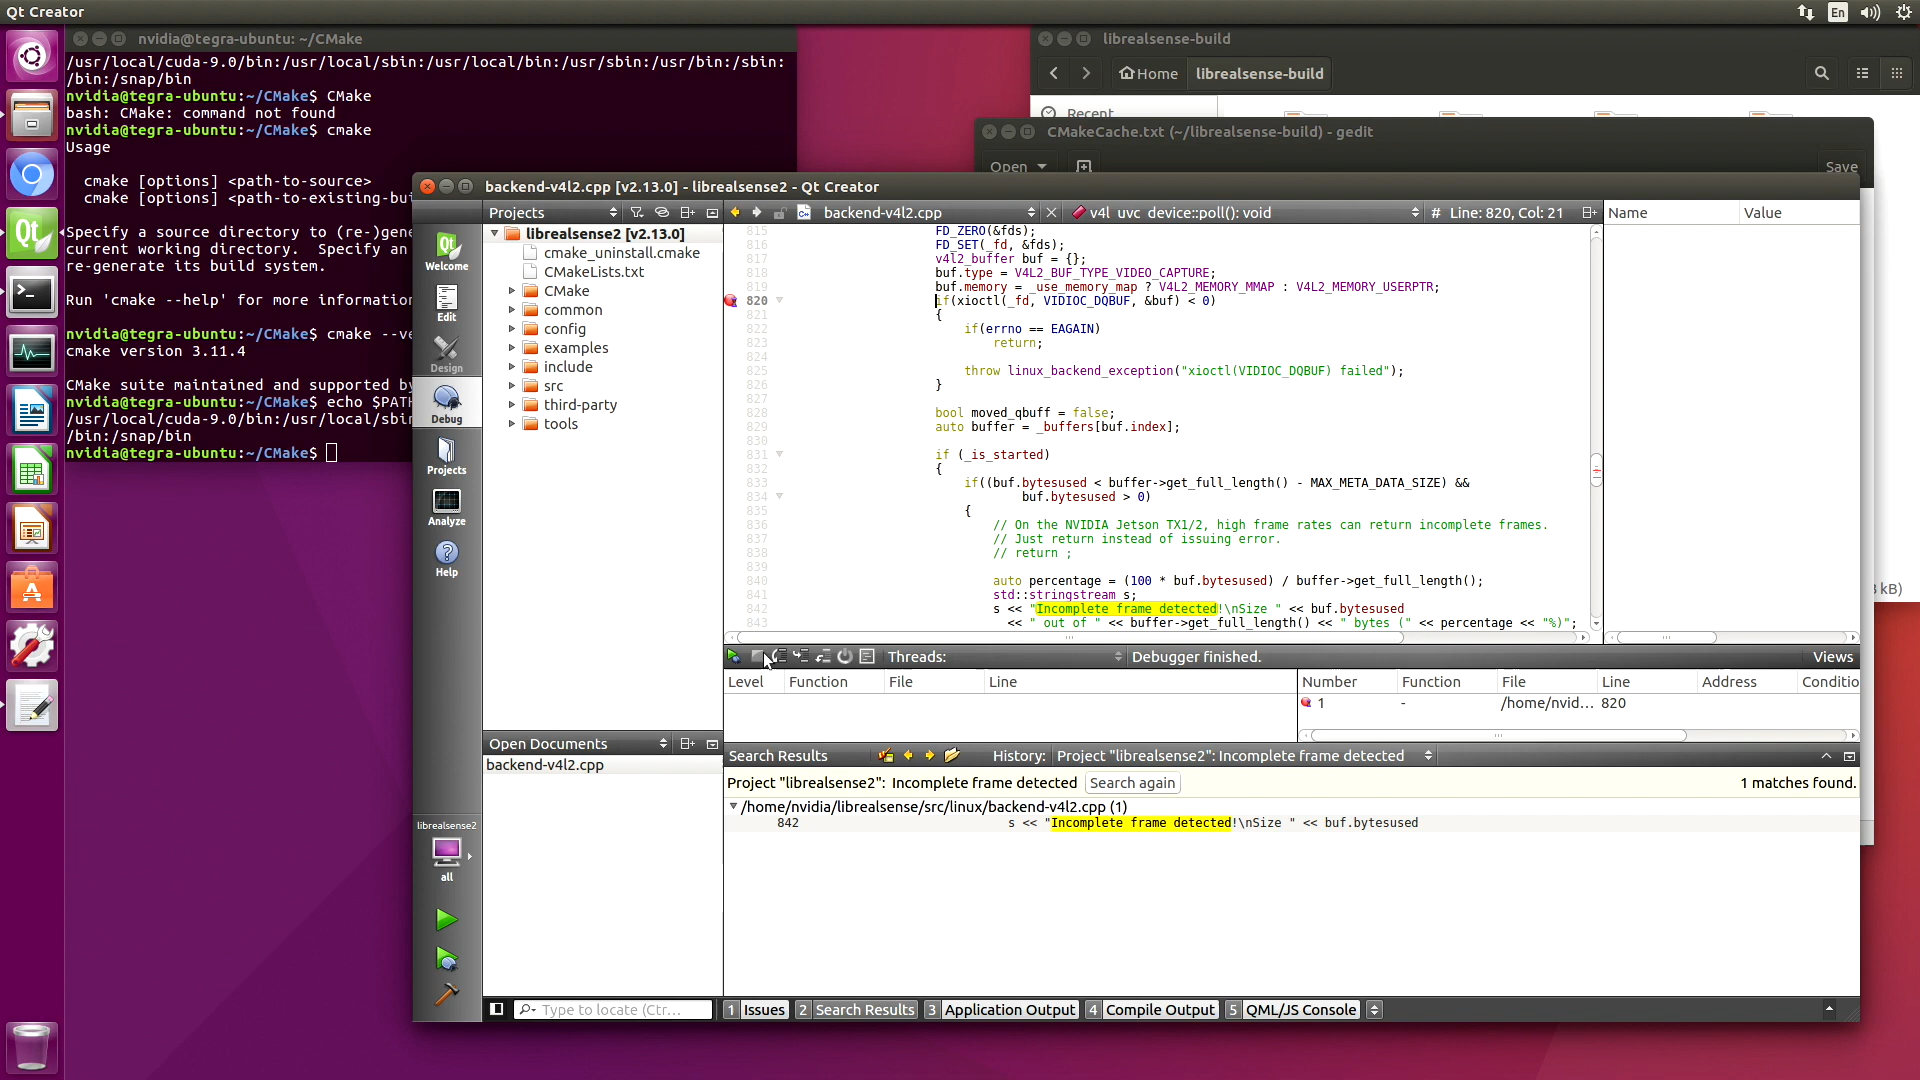 Qt Creator
En
nvidia@tegra-ubuntu: ~/CMake
/usr/local/cuda-9.0/bin:/usr/local/sbin:/usr/local/bin:/usr/sbin:/usr/bin:/sbin:
/bin:/snap/bin
nvidia@tegra-ubuntu:~/CMake$ CMake
bash: CMake: command not found
nvidia@tegra-ubuntu:~/CMake$ cmake
Usage
cmake [options] <path-to-source>
cmake [options] <path-to-existing-bui
Specify a source directory to (re-)gene
current working directory.  Specify an
re-generate its build system.
Run 'cmake --help' for more information
nvidia@tegra-ubuntu:~/CMake$ cmake --ve
cmake version 3.11.4
CMake suite maintained and supported by
nvidia@tegra-ubuntu:~/CMake$ echo $PATH
/usr/local/cuda-9.0/bin:/usr/local/sbin
/bin:/snap/bin
nvidia@tegra-ubuntu:~/CMake$
librealsense-build
Home librealsense-build
Recent
CMakeCache.txt (~/librealsense-build) - gedit
Open Save
kB)
backend-v4l2.cpp [v2.13.0] - librealsense2 - Qt Creator
Welcome
Edit
Design
Debug
Projects
Analyze
Help
librealsense2
all
Projects
librealsense2 [v2.13.0]
cmake_uninstall.cmake
CMakeLists.txt
CMake
common
config
examples
include
src
third-party
tools
Open Documents
backend-v4l2.cpp
backend-v4l2.cpp v4l_uvc_device::poll(): void # Line: 820, Col: 21
815 FD_ZERO(&fds);
816 FD_SET(_fd, &fds);
817 v4l2_buffer buf = {};
818 buf.type = V4L2_BUF_TYPE_VIDEO_CAPTURE;
819 buf.memory = _use_memory_map ? V4L2_MEMORY_MMAP : V4L2_MEMORY_USERPTR;
820 if(xioctl(_fd, VIDIOC_DQBUF, &buf) < 0)
821 {
822 if(errno == EAGAIN)
823 return;
824
825 throw linux_backend_exception("xioctl(VIDIOC_DQBUF) failed");
826 }
827
828 bool moved_qbuff = false;
829 auto buffer = _buffers[buf.index];
830
831 if (_is_started)
832 {
833 if((buf.bytesused < buffer->get_full_length() - MAX_META_DATA_SIZE) &&
834 buf.bytesused > 0)
835 {
836 // On the NVIDIA Jetson TX1/2, high frame rates can return incomplete frames.
837 // Just return instead of issuing error.
838 // return ;
839
840 auto percentage = (100 * buf.bytesused) / buffer->get_full_length();
841 std::stringstream s;
842 s << "Incomplete frame detected!\nSize " << buf.bytesused
843 << " out of " << buffer->get_full_length() << " bytes (" << percentage << "%)";
Name Value
Threads: Debugger finished. Views
Level Function File Line
Number Function File Line Address Conditio
1 - /home/nvid... 820
Search Results History: Project "librealsense2": Incomplete frame detected
Project "librealsense2": Incomplete frame detected Search again 1 matches found.
/home/nvidia/librealsense/src/linux/backend-v4l2.cpp (1)
842 s << "Incomplete frame detected!\nSize " << buf.bytesused
Type to locate (Ctr... 1 Issues 2 Search Results 3 Application Output 4 Compile Output 5 QML/JS Console